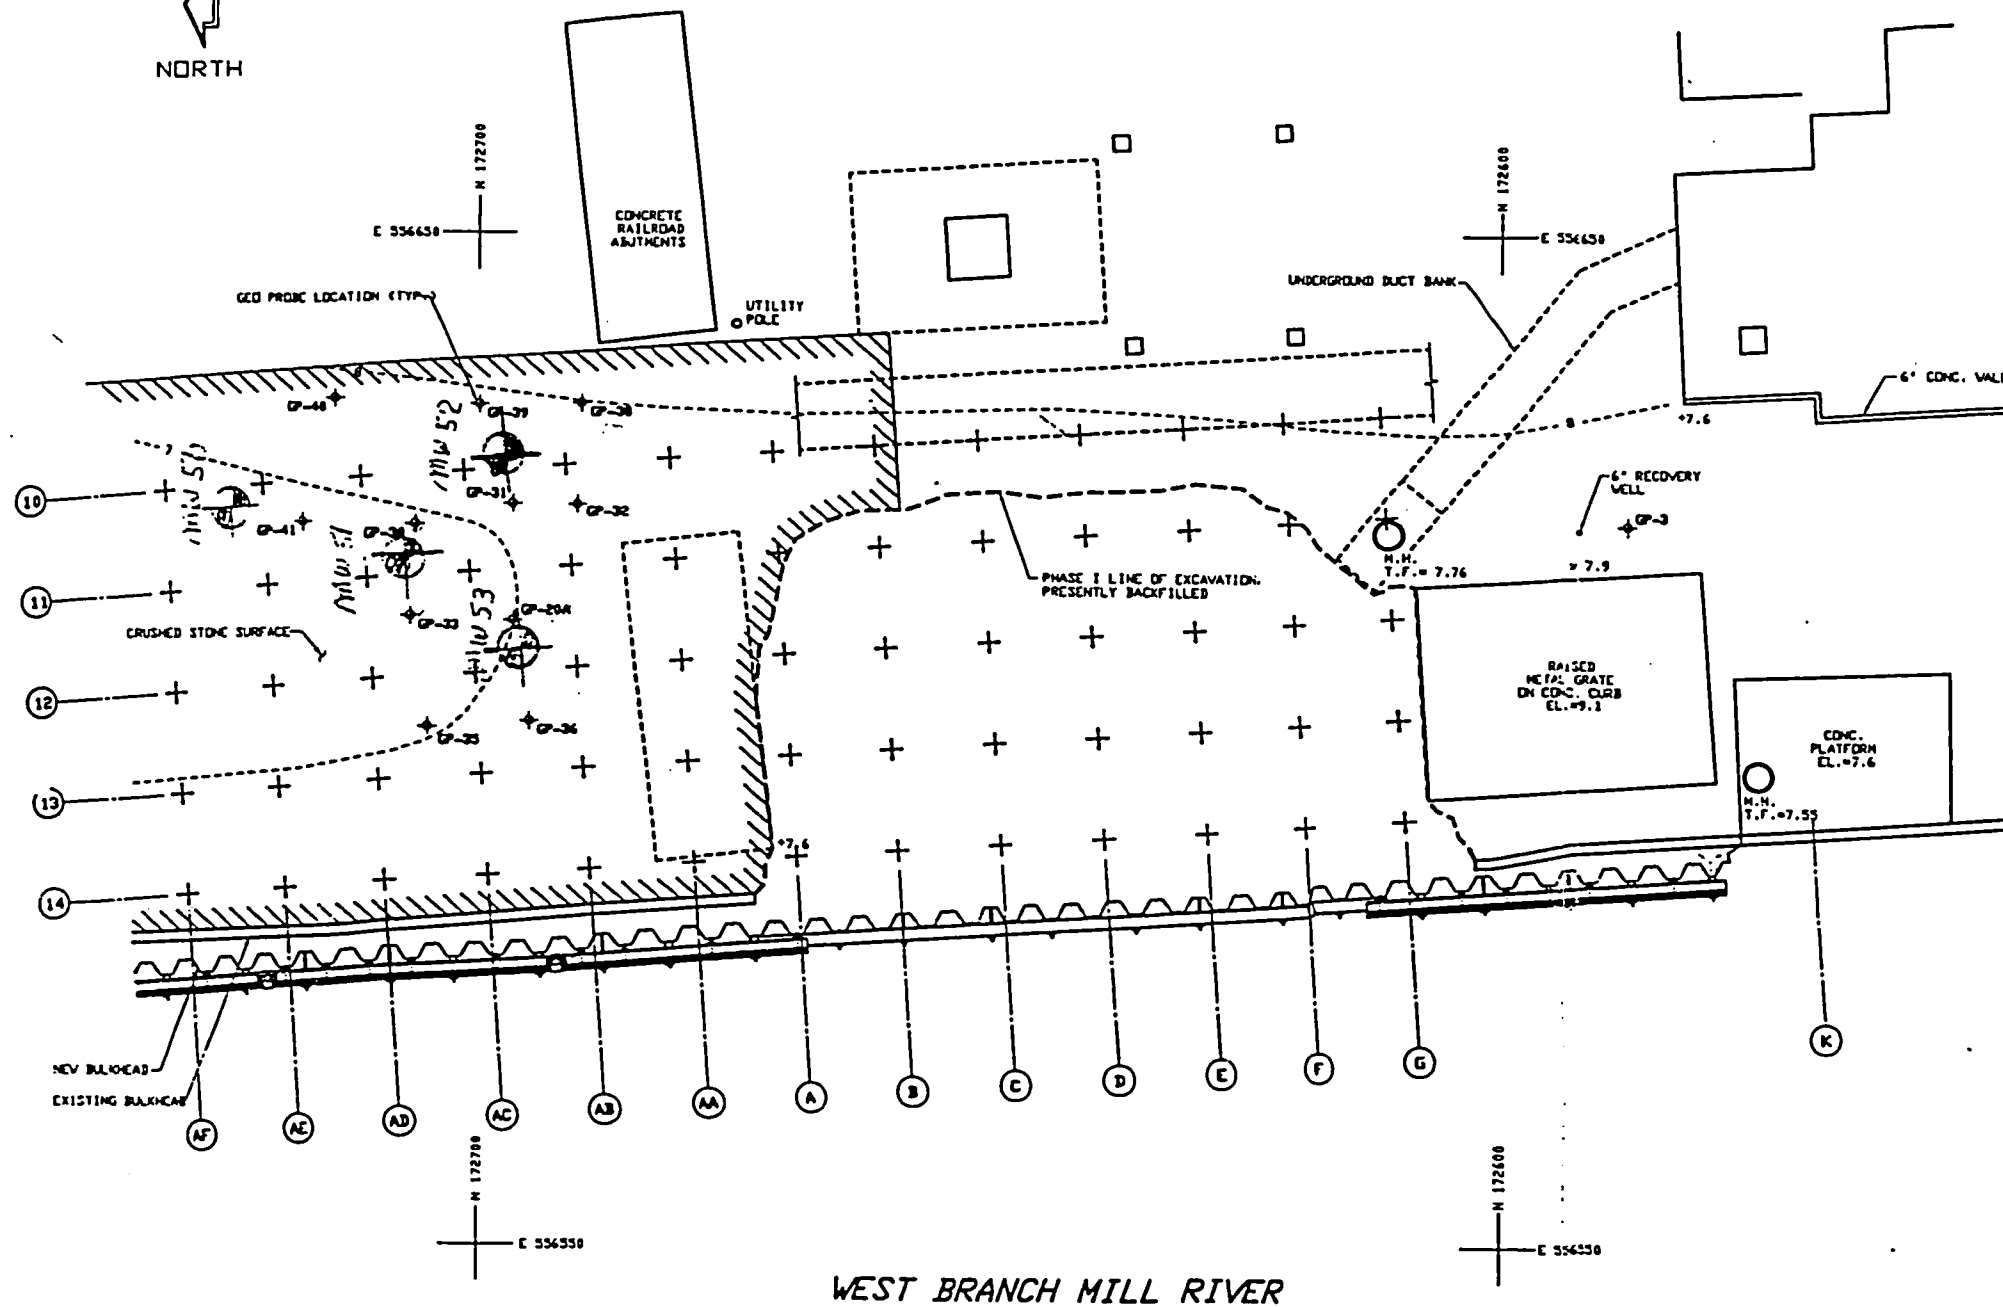 NORTH
N 172700
E 556650
CONCRETE
RAILROAD
ABUTMENTS
N 172600
E 556650
GEO PROBE LOCATION (TYP.)
UTILITY
POLE
UNDERGROUND DUCT BANK
6" CONC. WALL
GP-40
GP-39
GP-38
+7.6
MW 52
MW 50
10
GP-31
GP-32
6" RECOVERY
WELL
GP-3
GP-41
MW 51
M.H.
T.F.= 7.76
× 7.9
PHASE I LINE OF EXCAVATION.
PRESENTLY BACKFILLED
11
GP-33
MW 53
GP-20A
CRUSHED STONE SURFACE
12
RAISED
METAL GRATE
ON CONC. CURB
EL.=9.1
GP-35
GP-36
CONC.
PLATFORM
EL.=7.6
13
M.H.
T.F.=7.55
+7.6
14
NEW BULKHEAD
EXISTING BULKHEAD
AF
AE
AD
AC
AB
AA
A
B
C
D
E
F
G
K
N 172700
E 556550
N 172600
E 556550
WEST BRANCH MILL RIVER